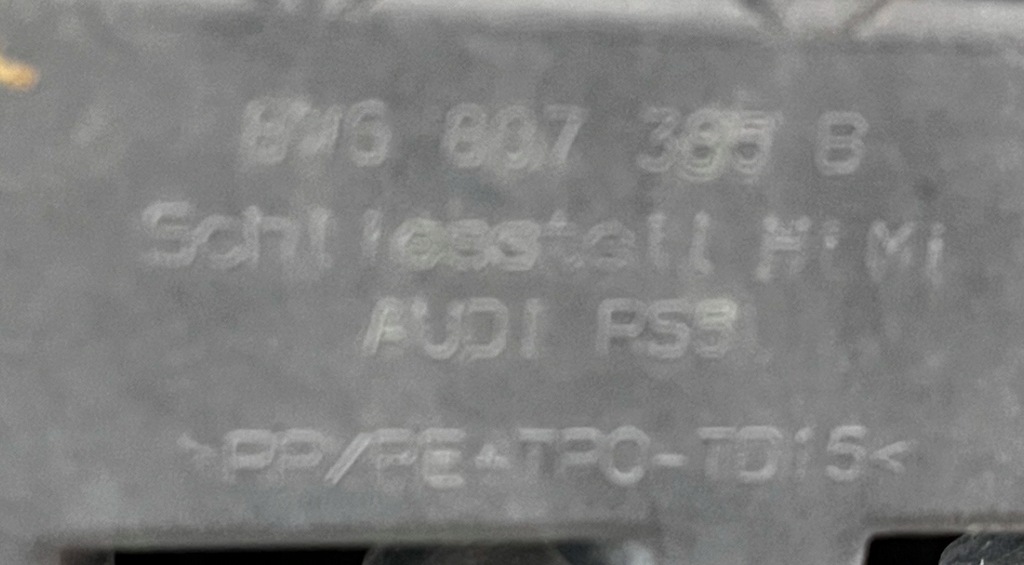 8W6 807 385 B
Schliessteil Hi Mi
AUDI
>PP/PE+TPO-TD15<